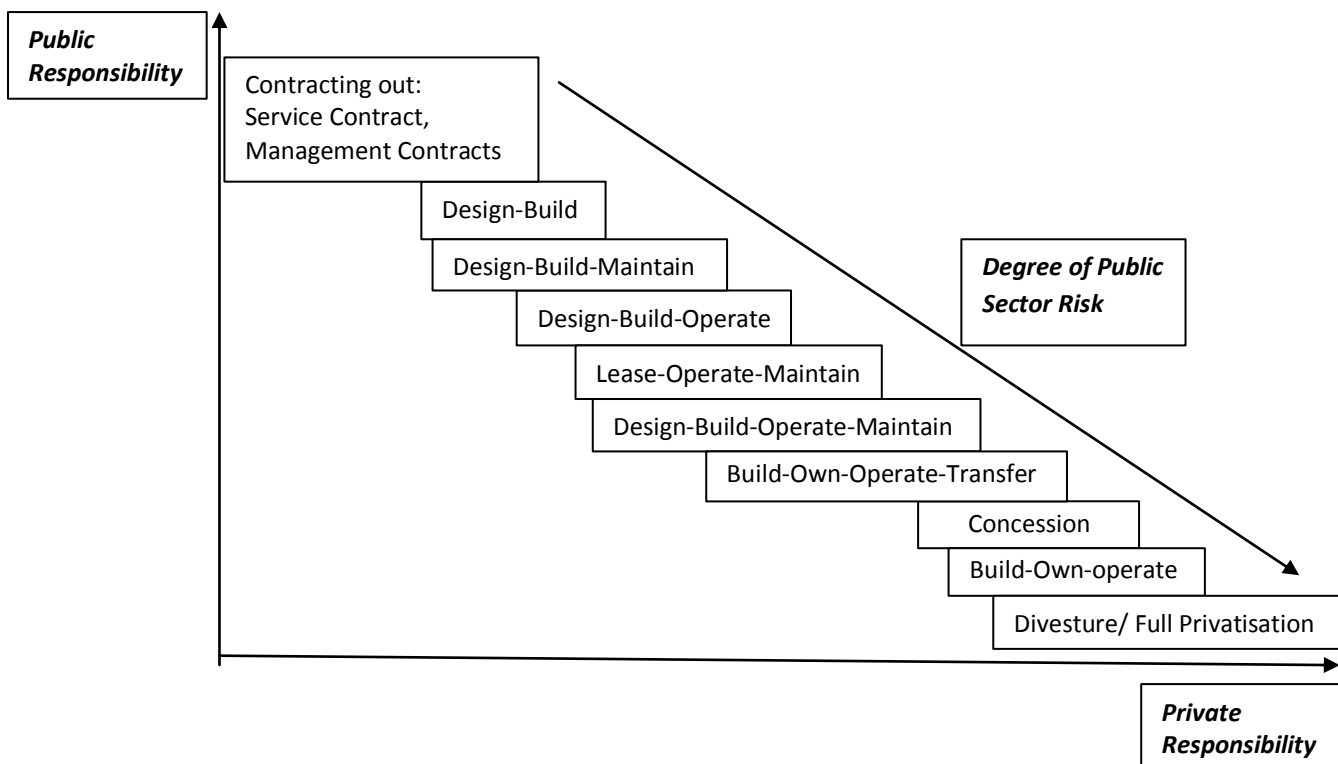 Public
Responsibility
Contracting out:
Service Contract,
Management Contracts
Design-Build
Design-Build-Maintain
Degree of Public
Sector Risk
Design-Build-Operate
Lease-Operate-Maintain
Design-Build-Operate-Maintain
Build-Own-Operate-Transfer
Concession
Build-Own-operate
Divesture/ Full Privatisation
Private
Responsibility